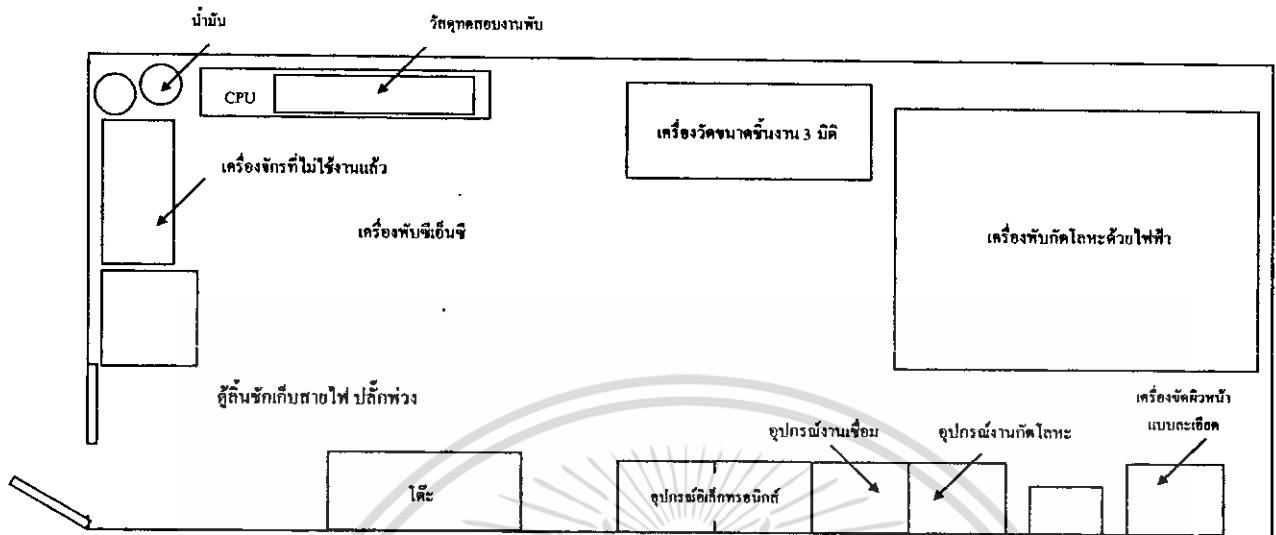 น้ำมัน
วัสดุทดสอบงานพับ
CPU
เครื่องวัดขนาดชิ้นงาน 3 มิติ
เครื่องจักรที่ไม่ใช้งานแล้ว
เครื่องพับซีเอ็นซี
เครื่องพับกัดโลหะด้วยไฟฟ้า
ตู้ลิ้นชักเก็บสายไฟ ปลั๊กพ่วง
เครื่องขัดผิวหน้า
แบบละเอียด
อุปกรณ์งานเชื่อม
อุปกรณ์งานกัดโลหะ
โต๊ะ
อุปกรณ์อิเล็กทรอนิกส์